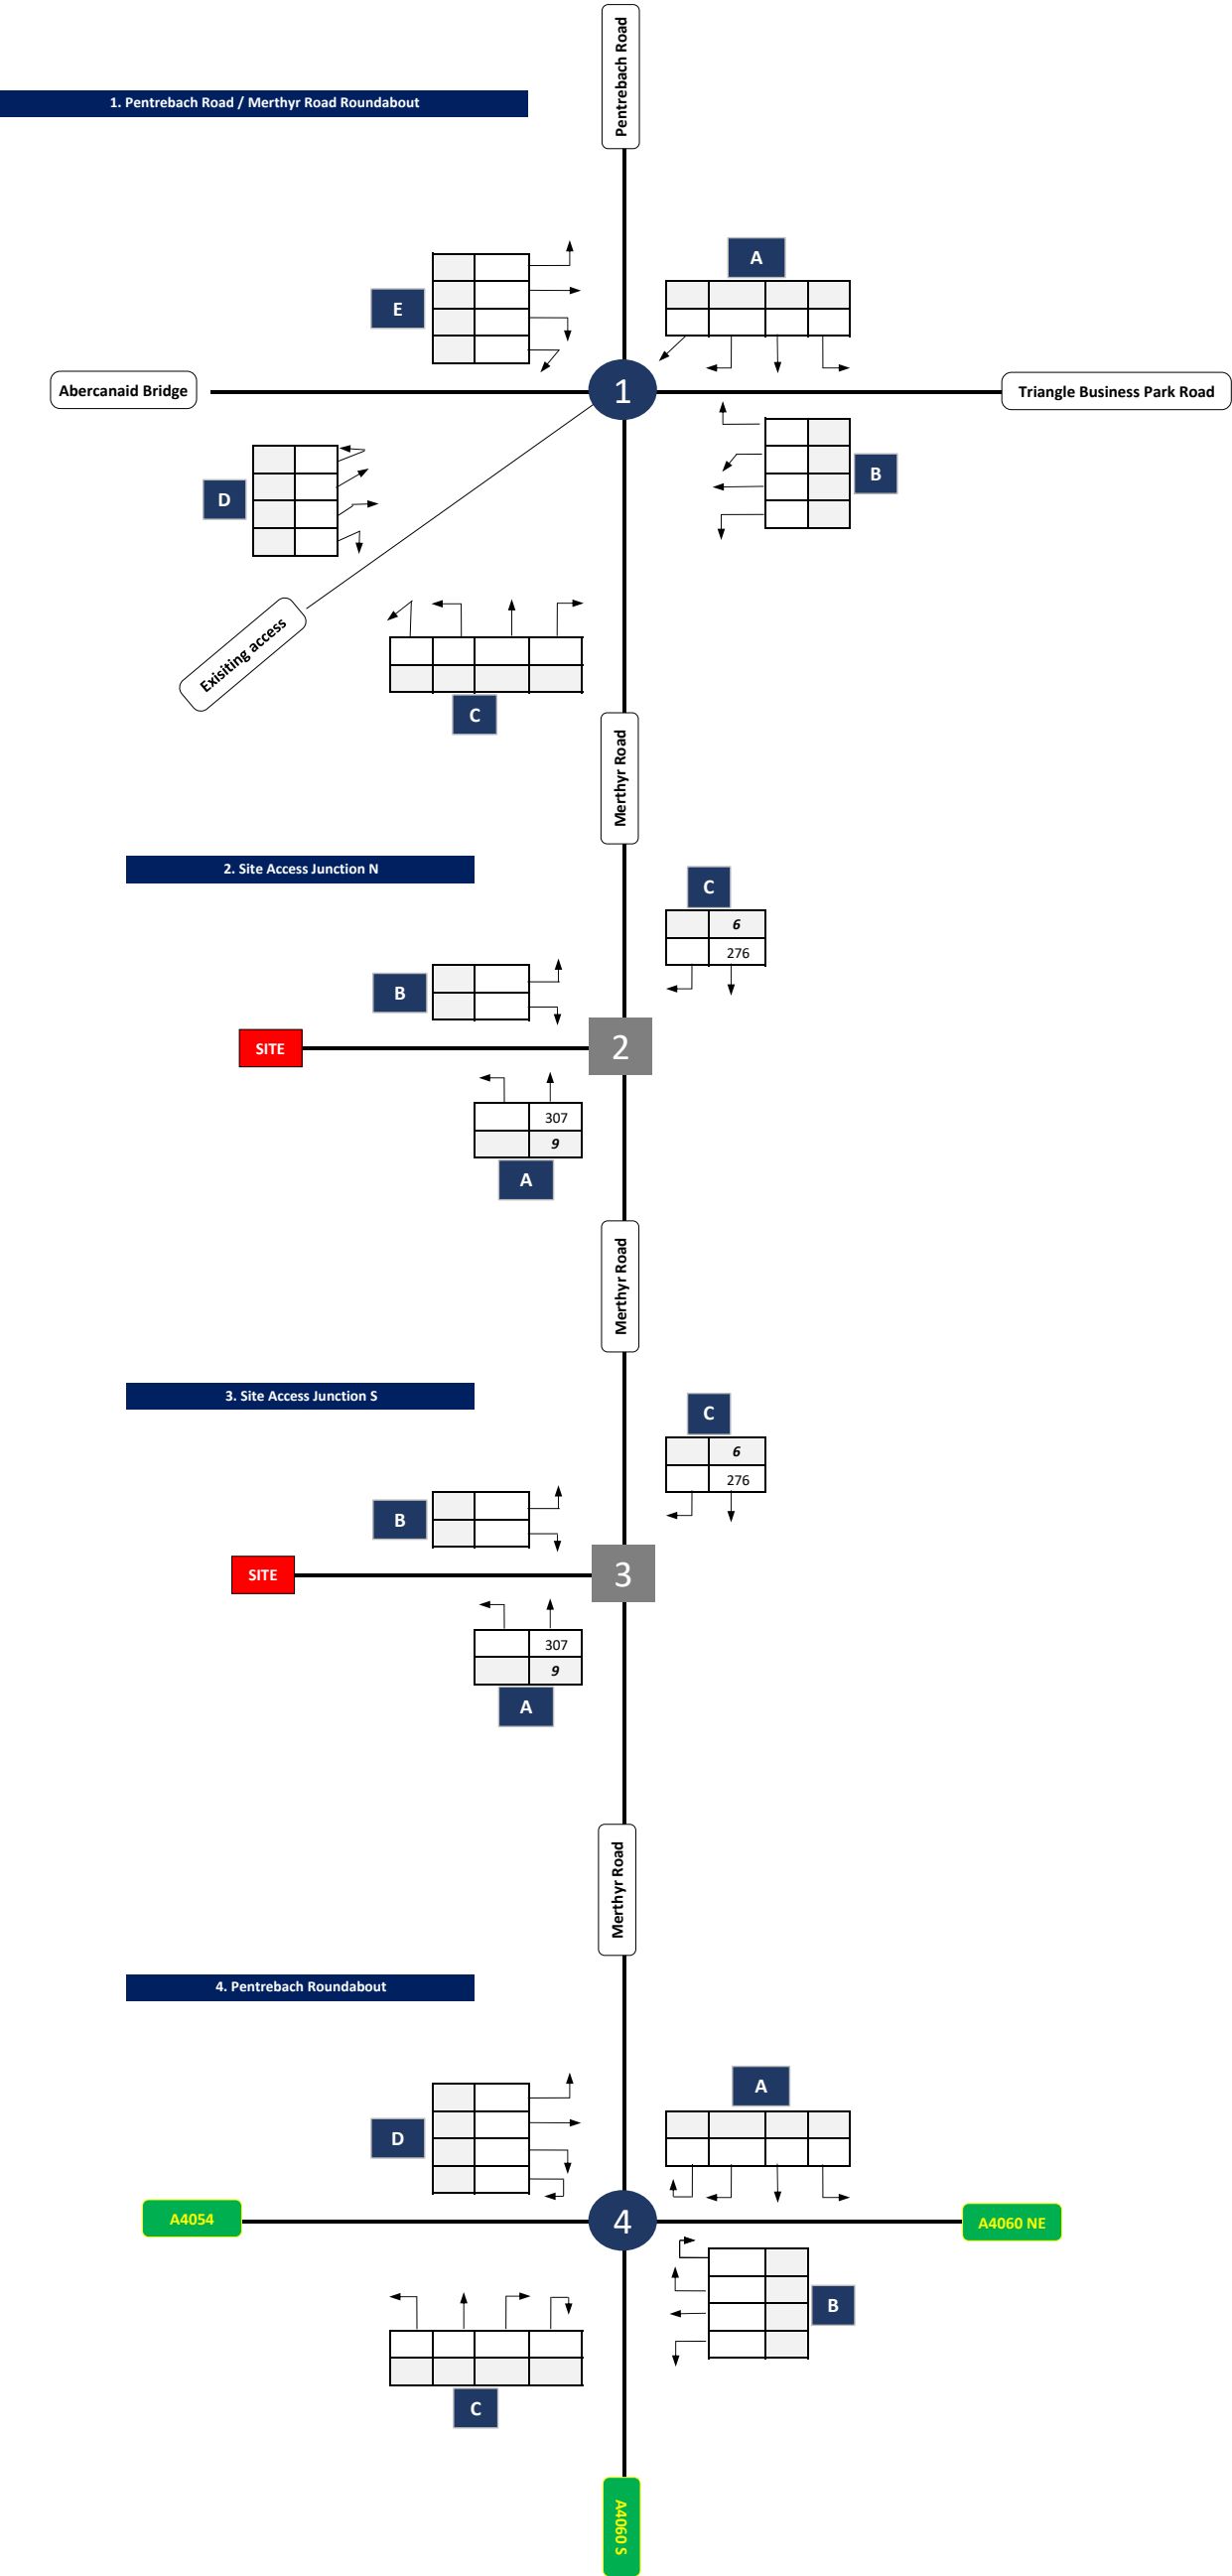 Pentrebach Road
1. Pentrebach Road / Merthyr Road Roundabout
A
E
Abercanaid Bridge
1
Triangle Business Park Road
B
D
Exisiting access
C
Merthyr Road
2. Site Access Junction N
C
6
276
B
SITE
2
307
9
A
Merthyr Road
3. Site Access Junction S
C
6
276
B
SITE
3
307
9
A
Merthyr Road
4. Pentrebach Roundabout
A
D
A4054
4
A4060 NE
B
C
A4060 S